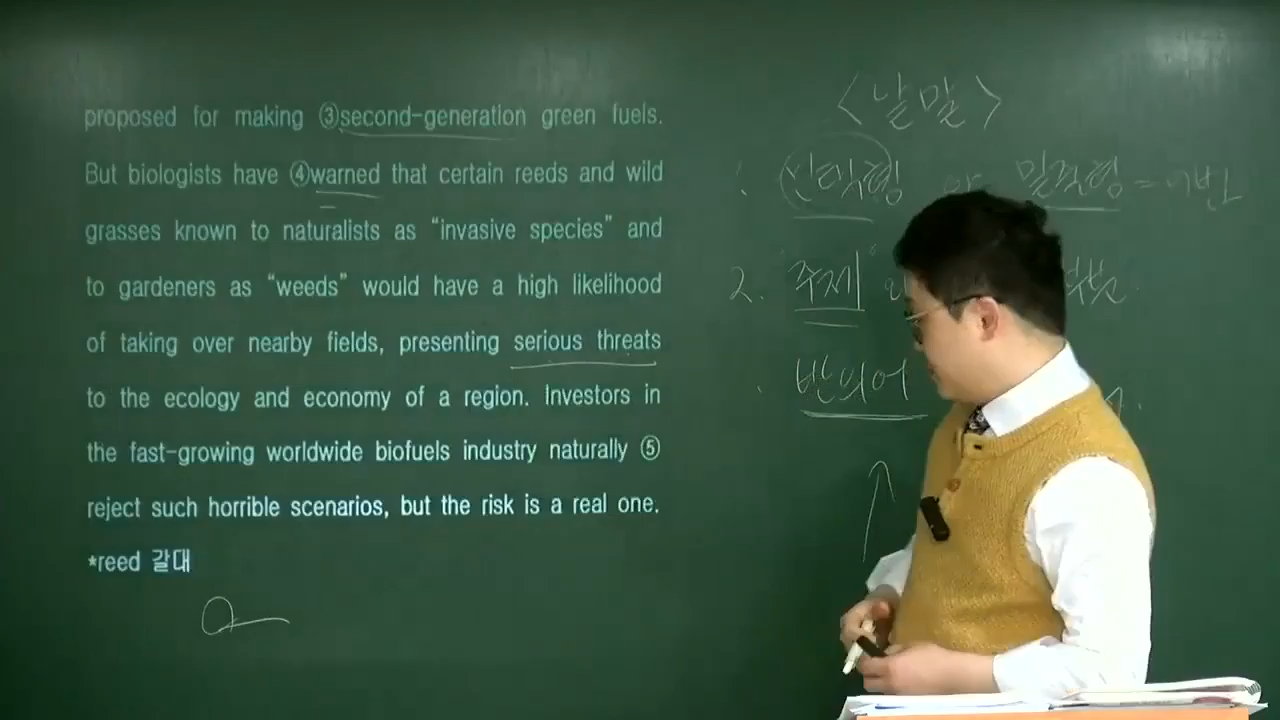 proposed for making ③second-generation green fuels.
But biologists have ④warned that certain reeds and wild
grasses known to naturalists as “invasive species” and
to gardeners as “weeds” would have a high likelihood
of taking over nearby fields, presenting serious threats
to the ecology and economy of a region. Investors in
the fast-growing worldwide biofuels industry naturally ⑤
reject such horrible scenarios, but the risk is a real one.
*reed 갈대
<낱말>
1. 선택형 밑줄형 =
2. 주제
반의어